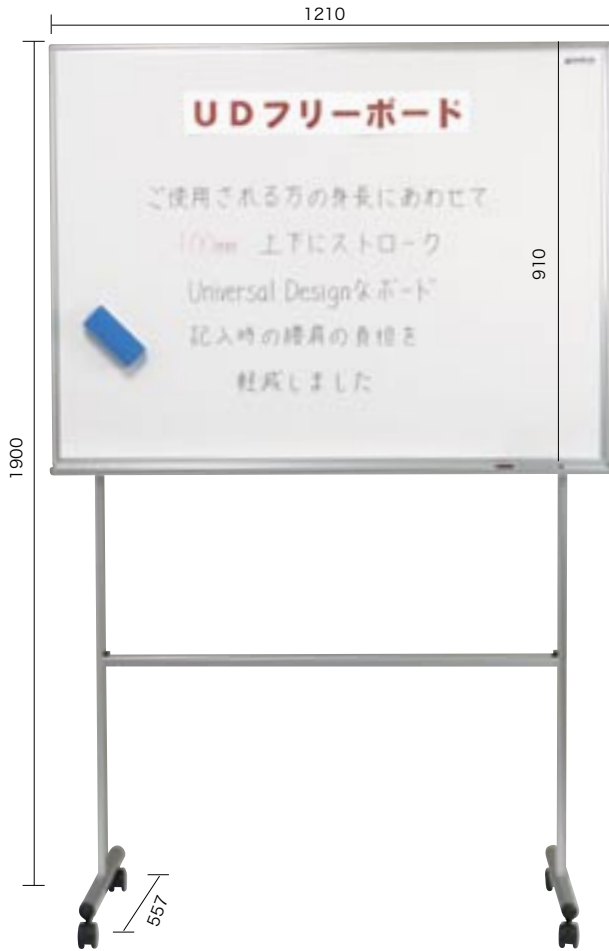 1210
UDフリーボード
ご使用される方の身長にあわせて
100mm 上下にストローク
910
Universal Designなボード
記入時の腰肩の負担を
軽減しました
1900
557